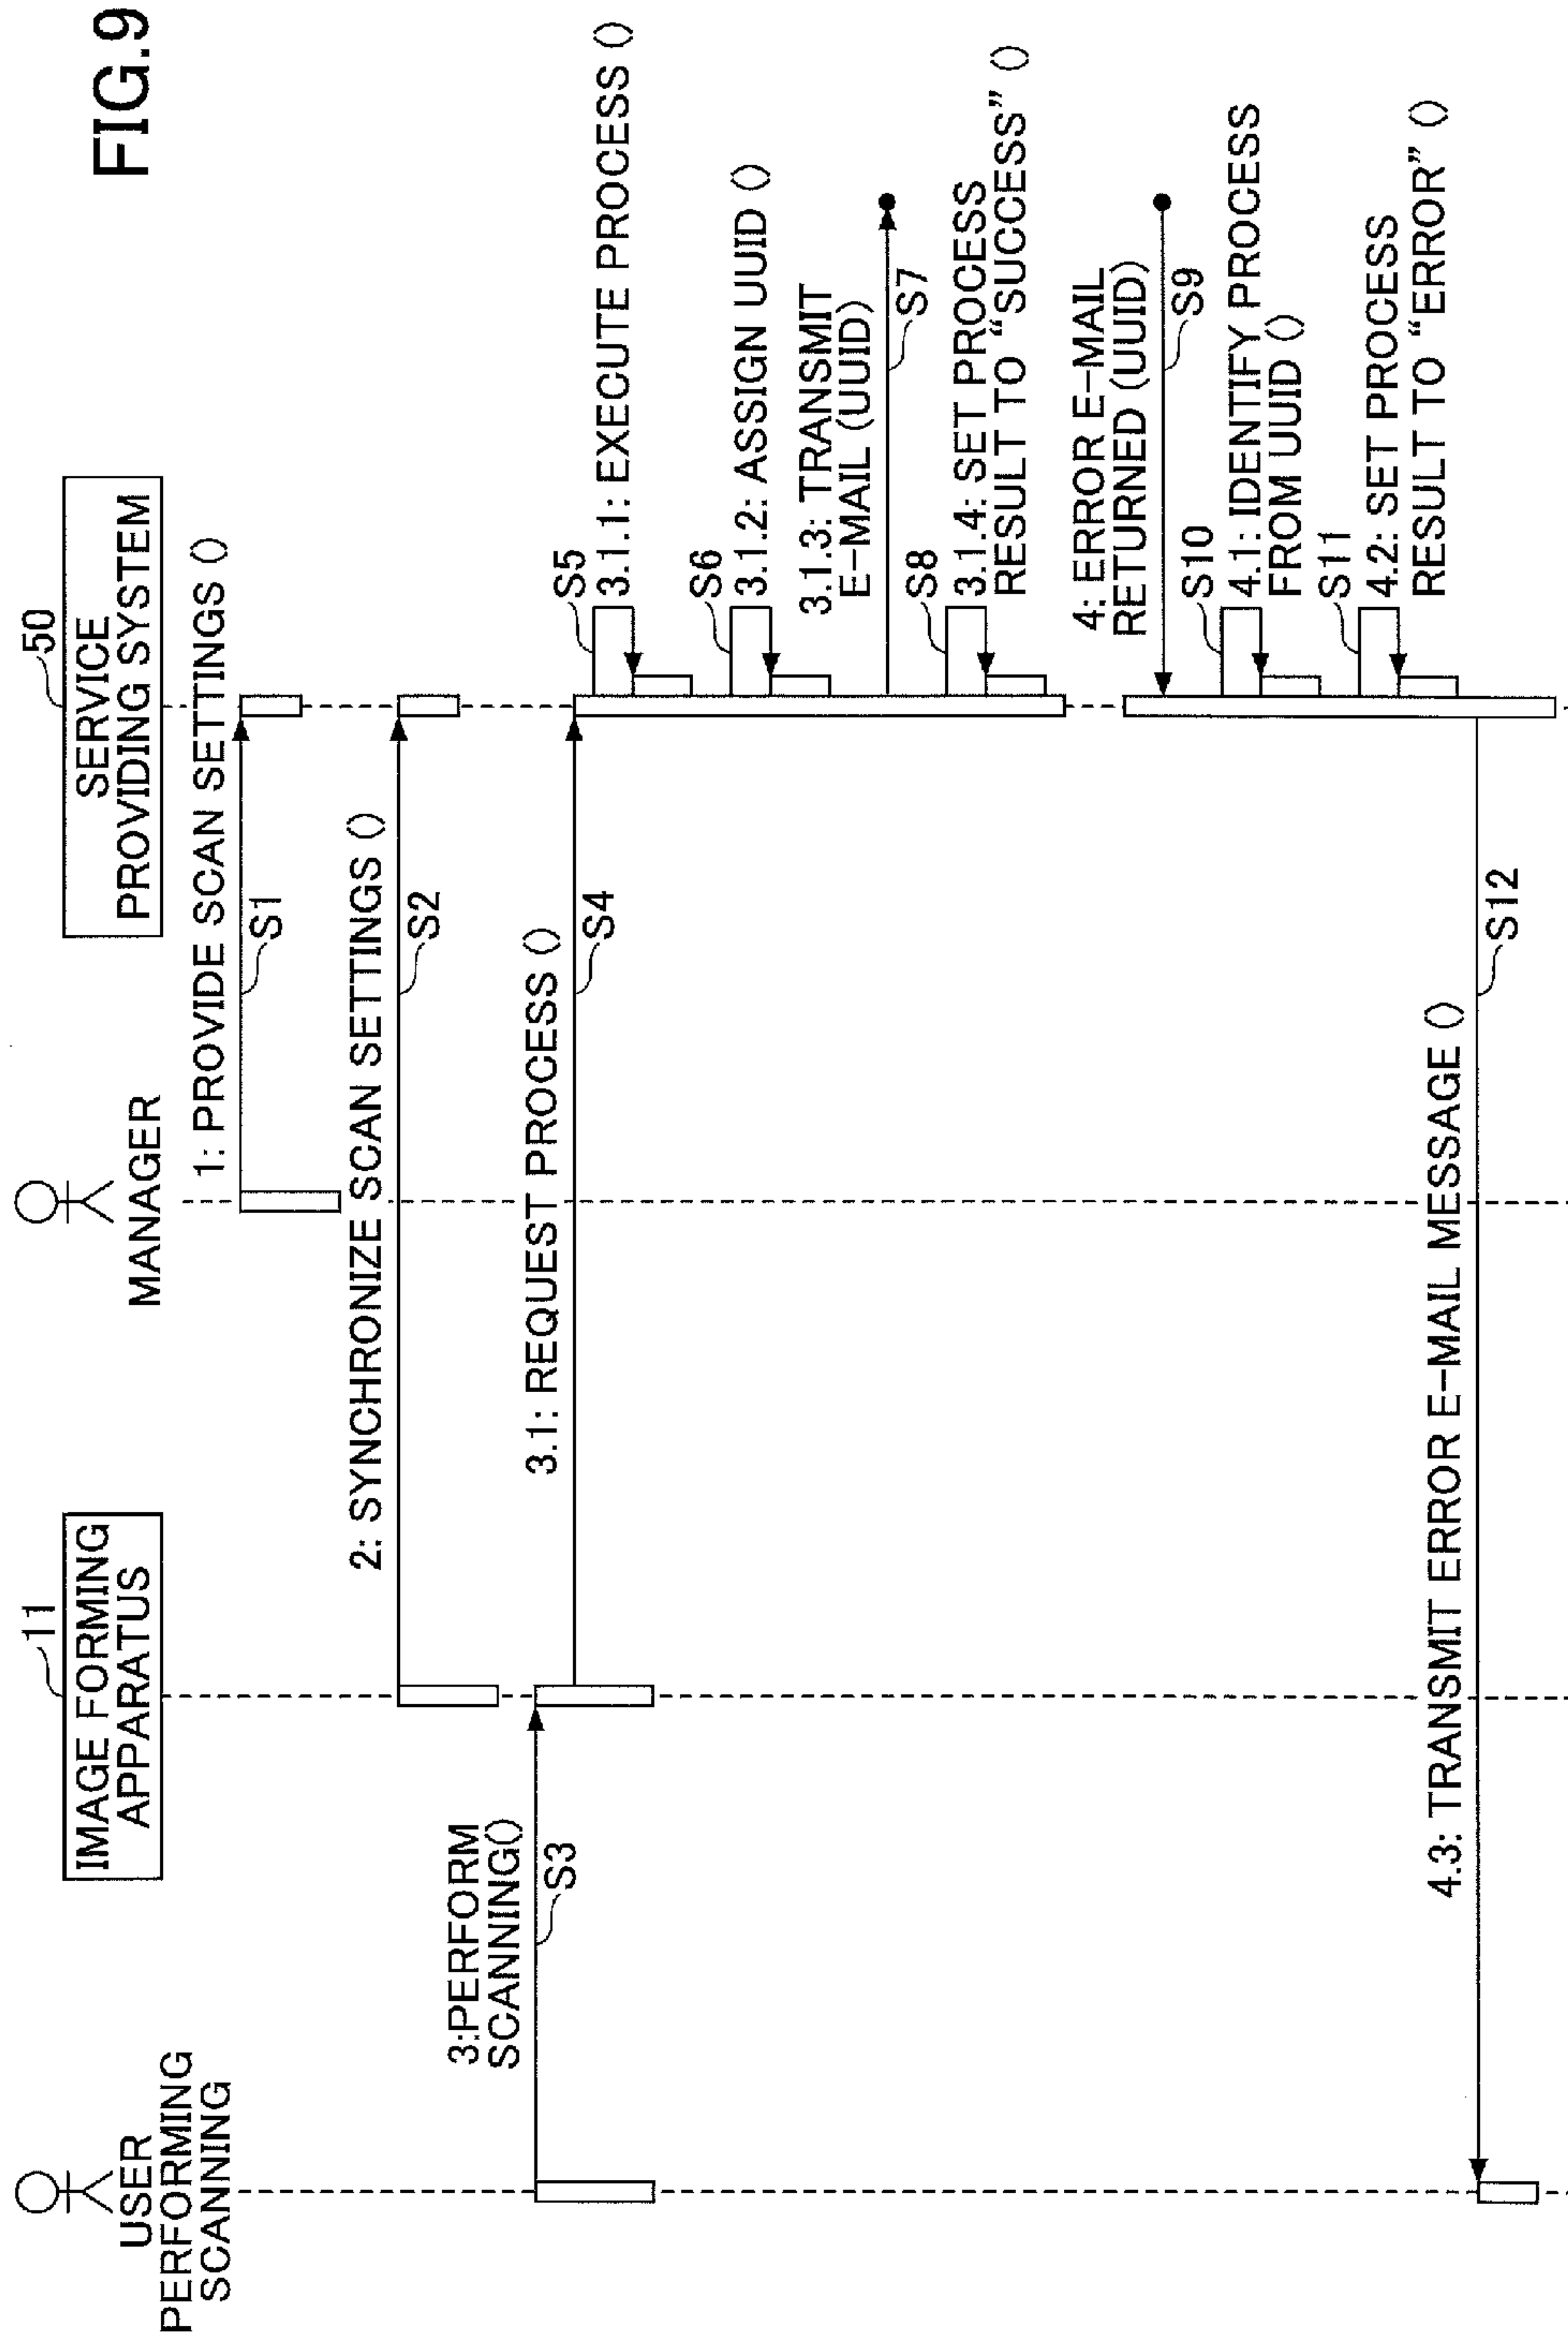 FIG.9
USER
PERFORMING
SCANNING
11
IMAGE FORMING
APPARATUS
MANAGER
50
SERVICE
PROVIDING SYSTEM
1: PROVIDE SCAN SETTINGS ()
S1
2: SYNCHRONIZE SCAN SETTINGS ()
S2
3:PERFORM
SCANNING()
S3
3.1: REQUEST PROCESS ()
S4
S5
3.1.1: EXECUTE PROCESS ()
S6
3.1.2: ASSIGN UUID ()
3.1.3: TRANSMIT
E-MAIL (UUID)
S7
S8
3.1.4: SET PROCESS
RESULT TO "SUCCESS" ()
4: ERROR E-MAIL
RETURNED (UUID)
S9
S10
4.1: IDENTIFY PROCESS
FROM UUID ()
S11
4.2: SET PROCESS
RESULT TO "ERROR" ()
4.3: TRANSMIT ERROR E-MAIL MESSAGE ()
S12